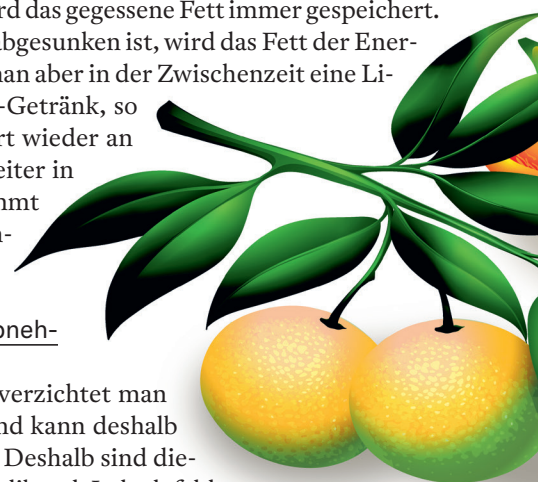 rd das gegessene Fett immer gespeichert.
abgesunken ist, wird das Fett der Ener-
man aber in der Zwischenzeit eine Li-
-Getränk, so
rt wieder an
eiter in
mmt
-
oneh-
verzichtet man
nd kann deshalb
Deshalb sind die-